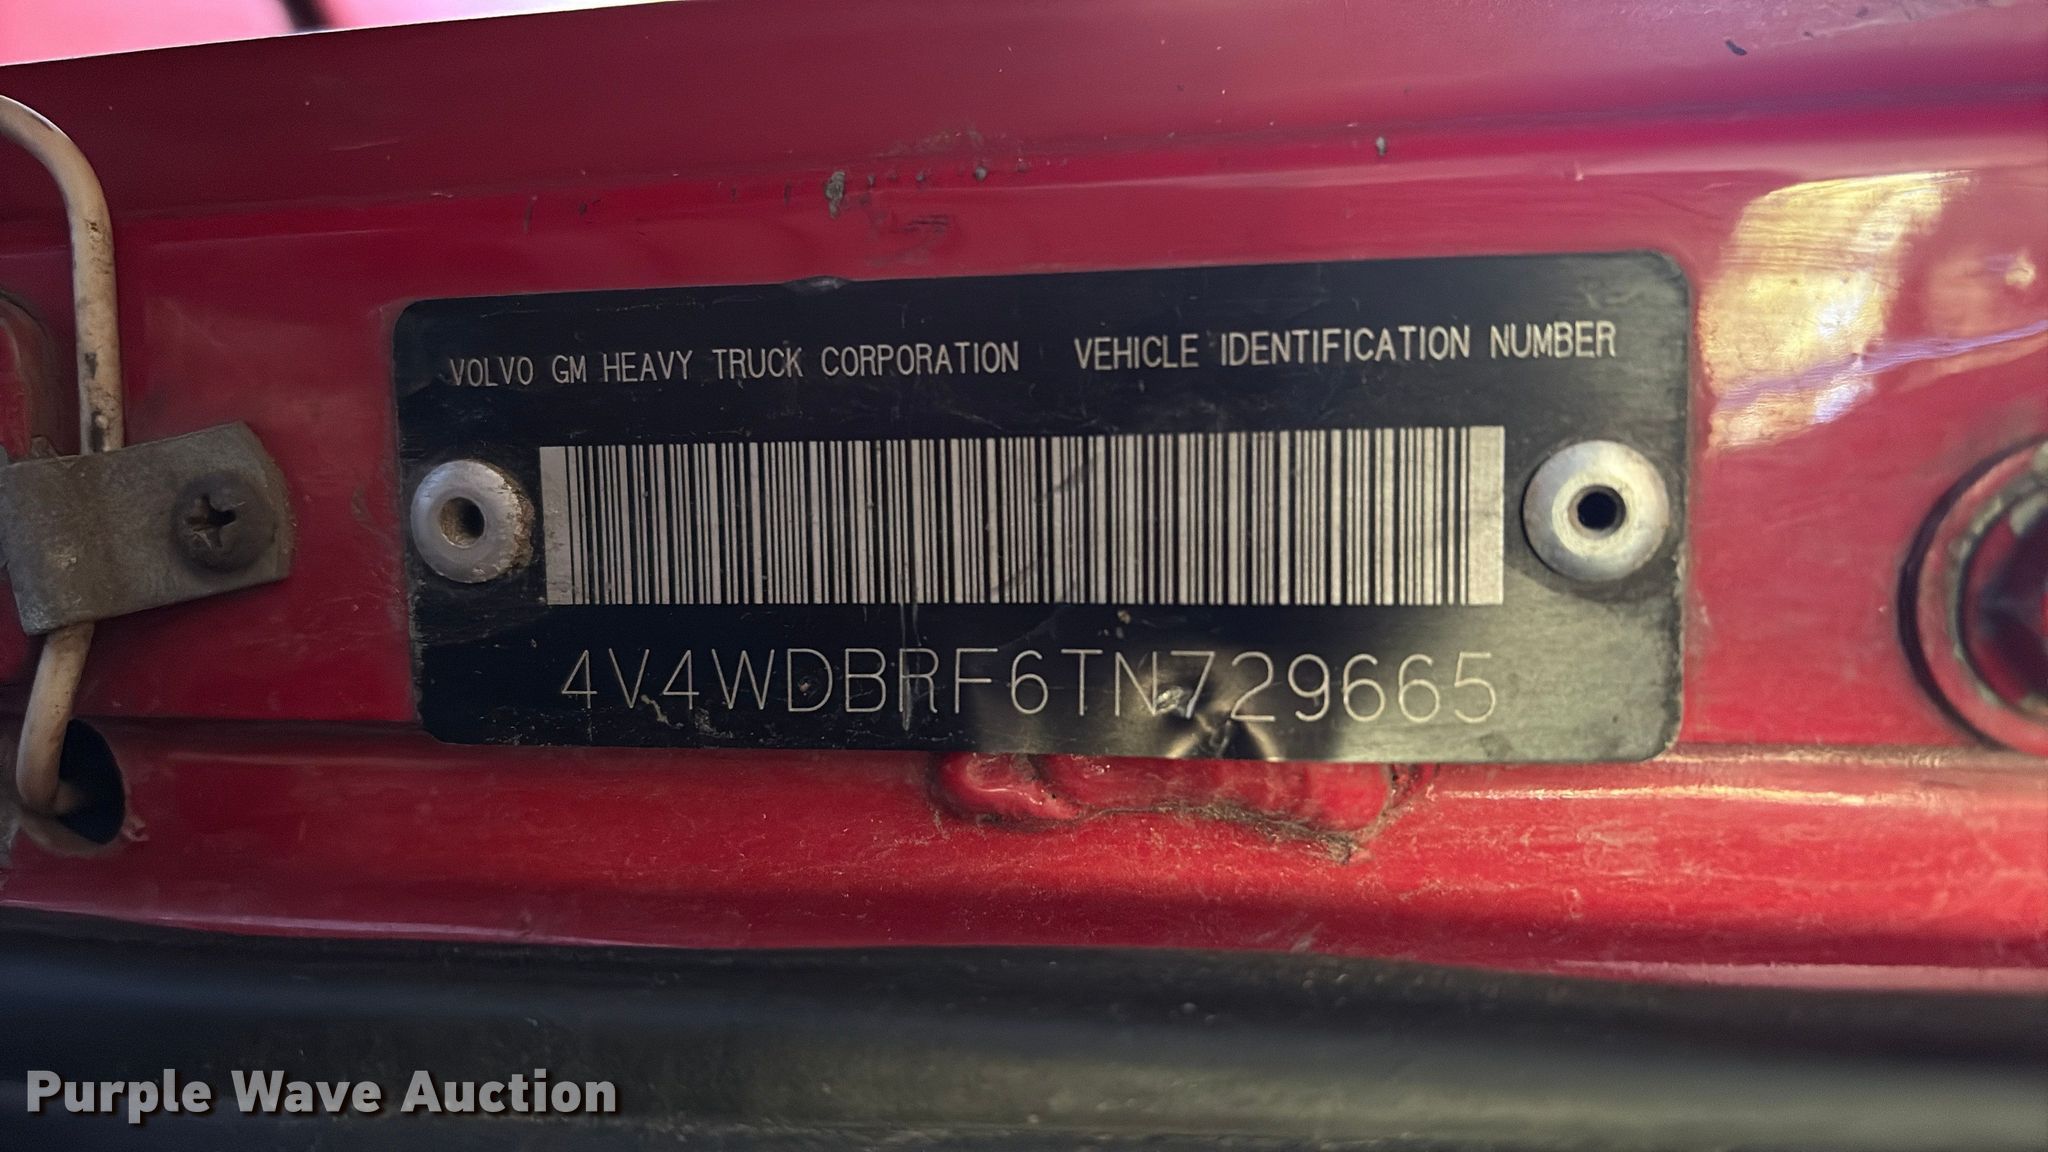 VOLVO GM HEAVY TRUCK CORPORATION VEHICLE IDENTIFICATION NUMBER
4V4WDBRF6TN729665
Purple Wave Auction